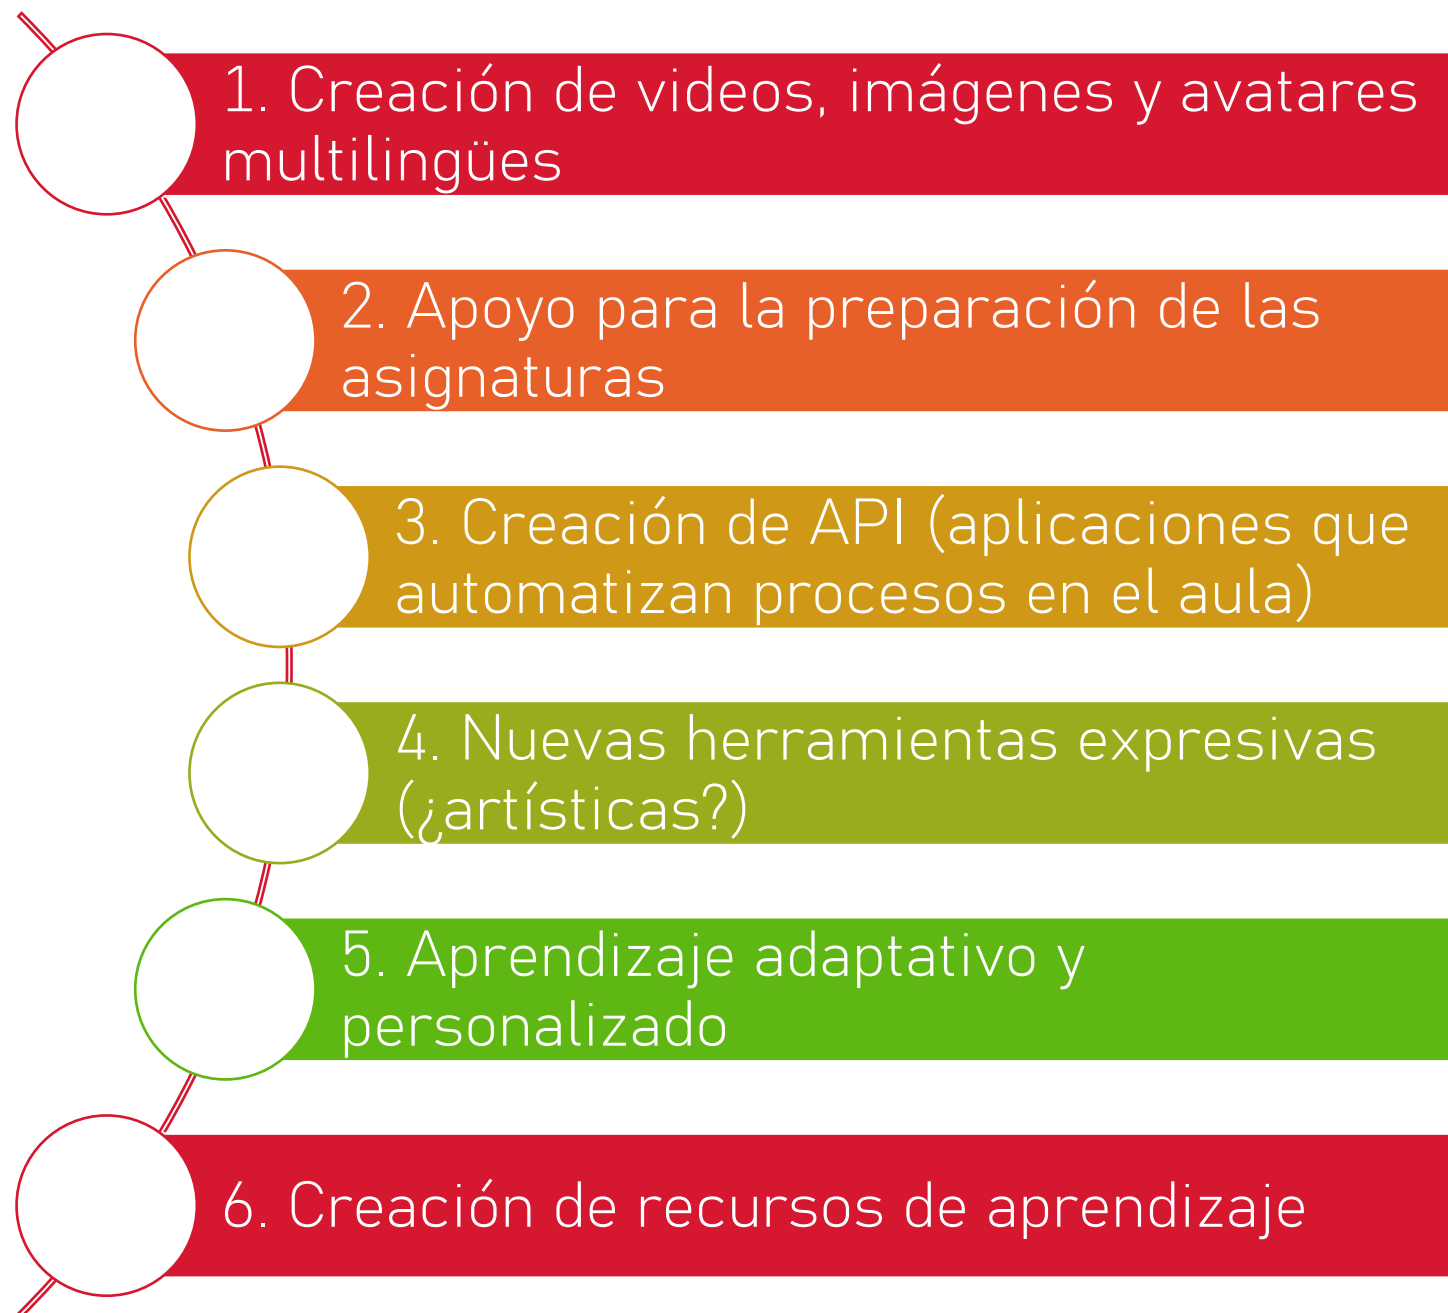 1. Creación de videos, imágenes y avatares
multilingües
2. Apoyo para la preparación de las
asignaturas
3. Creación de API (aplicaciones que
automatizan procesos en el aula)
4. Nuevas herramientas expresivas
(¿artísticas?)
5. Aprendizaje adaptativo y
personalizado
6. Creación de recursos de aprendizaje